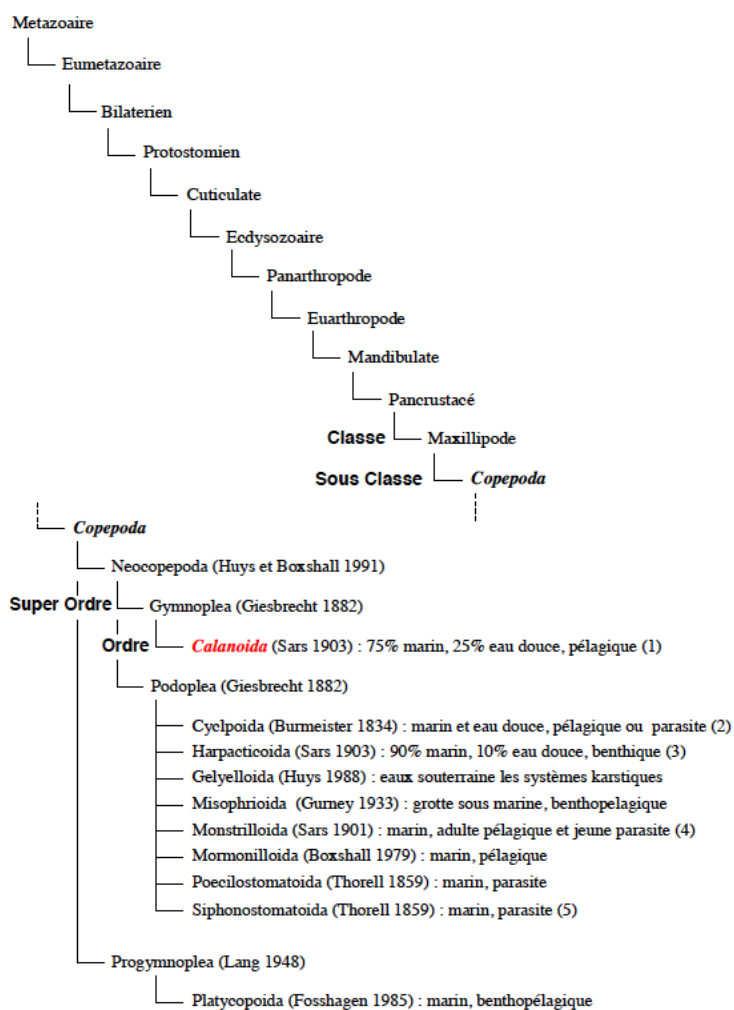 Metazoaire
Eumetazoaire
Bilaterien
Protostomien
Cuticulate
Ecdysozoaire
Panarthropode
Euarthropode
Mandibulate
Pancrustacé
Classe Maxillipode
Sous Classe Copepoda
Copepoda
Neocopepoda (Huys et Boxshall 1991)
Super Ordre Gymnoplea (Giesbrecht 1882)
Ordre Calanoida (Sars 1903) : 75% marin, 25% eau douce, pélagique (1)
Podoplea (Giesbrecht 1882)
Cyclpoida (Burmeister 1834) : marin et eau douce, pélagique ou parasite (2)
Harpacticoida (Sars 1903) : 90% marin, 10% eau douce, benthique (3)
Gelyelloida (Huys 1988) : eaux souterraine les systèmes karstiques
Misophrioida (Gurney 1933) : grotte sous marine, benthopelagique
Monstrilloida (Sars 1901) : marin, adulte pélagique et jeune parasite (4)
Mormonilloida (Boxshall 1979) : marin, pélagique
Poecilostomatoida (Thorell 1859) : marin, parasite
Siphonostomatoida (Thorell 1859) : marin, parasite (5)
Progymnoplea (Lang 1948)
Platycopoida (Fosshagen 1985) : marin, benthopélagique